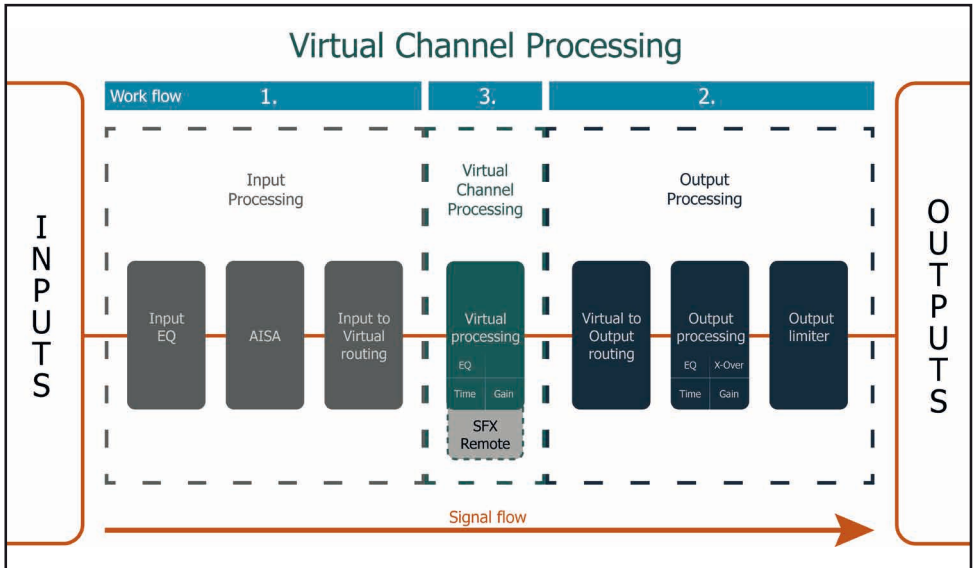 Virtual Channel Processing
Work flow
1.
3.
2.
INPUTS
Input
Processing
Virtual
Channel
Processing
Output
Processing
OUTPUTS
Input
EQ
AISA
Input to
Virtual
routing
Virtual
processing
EQ
Time
Gain
SFX
Remote
Virtual to
Output
routing
Output
processing
EQ
X-Over
Time
Gain
Output
limiter
Signal flow